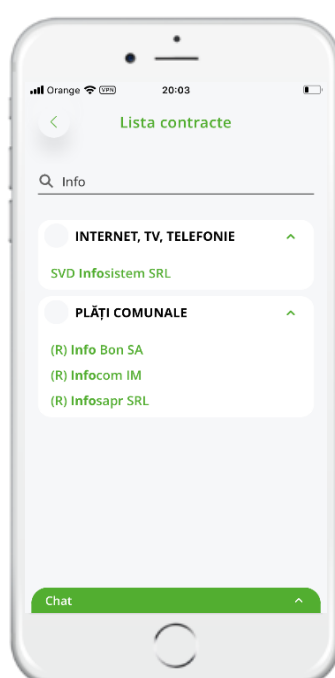 Orange VPN 20:03
Lista contracte
Info
INTERNET, TV, TELEFONIE
SVD Infosistem SRL
PLĂȚI COMUNALE
(R) Info Bon SA
(R) Infocom IM
(R) Infosapr SRL
Chat